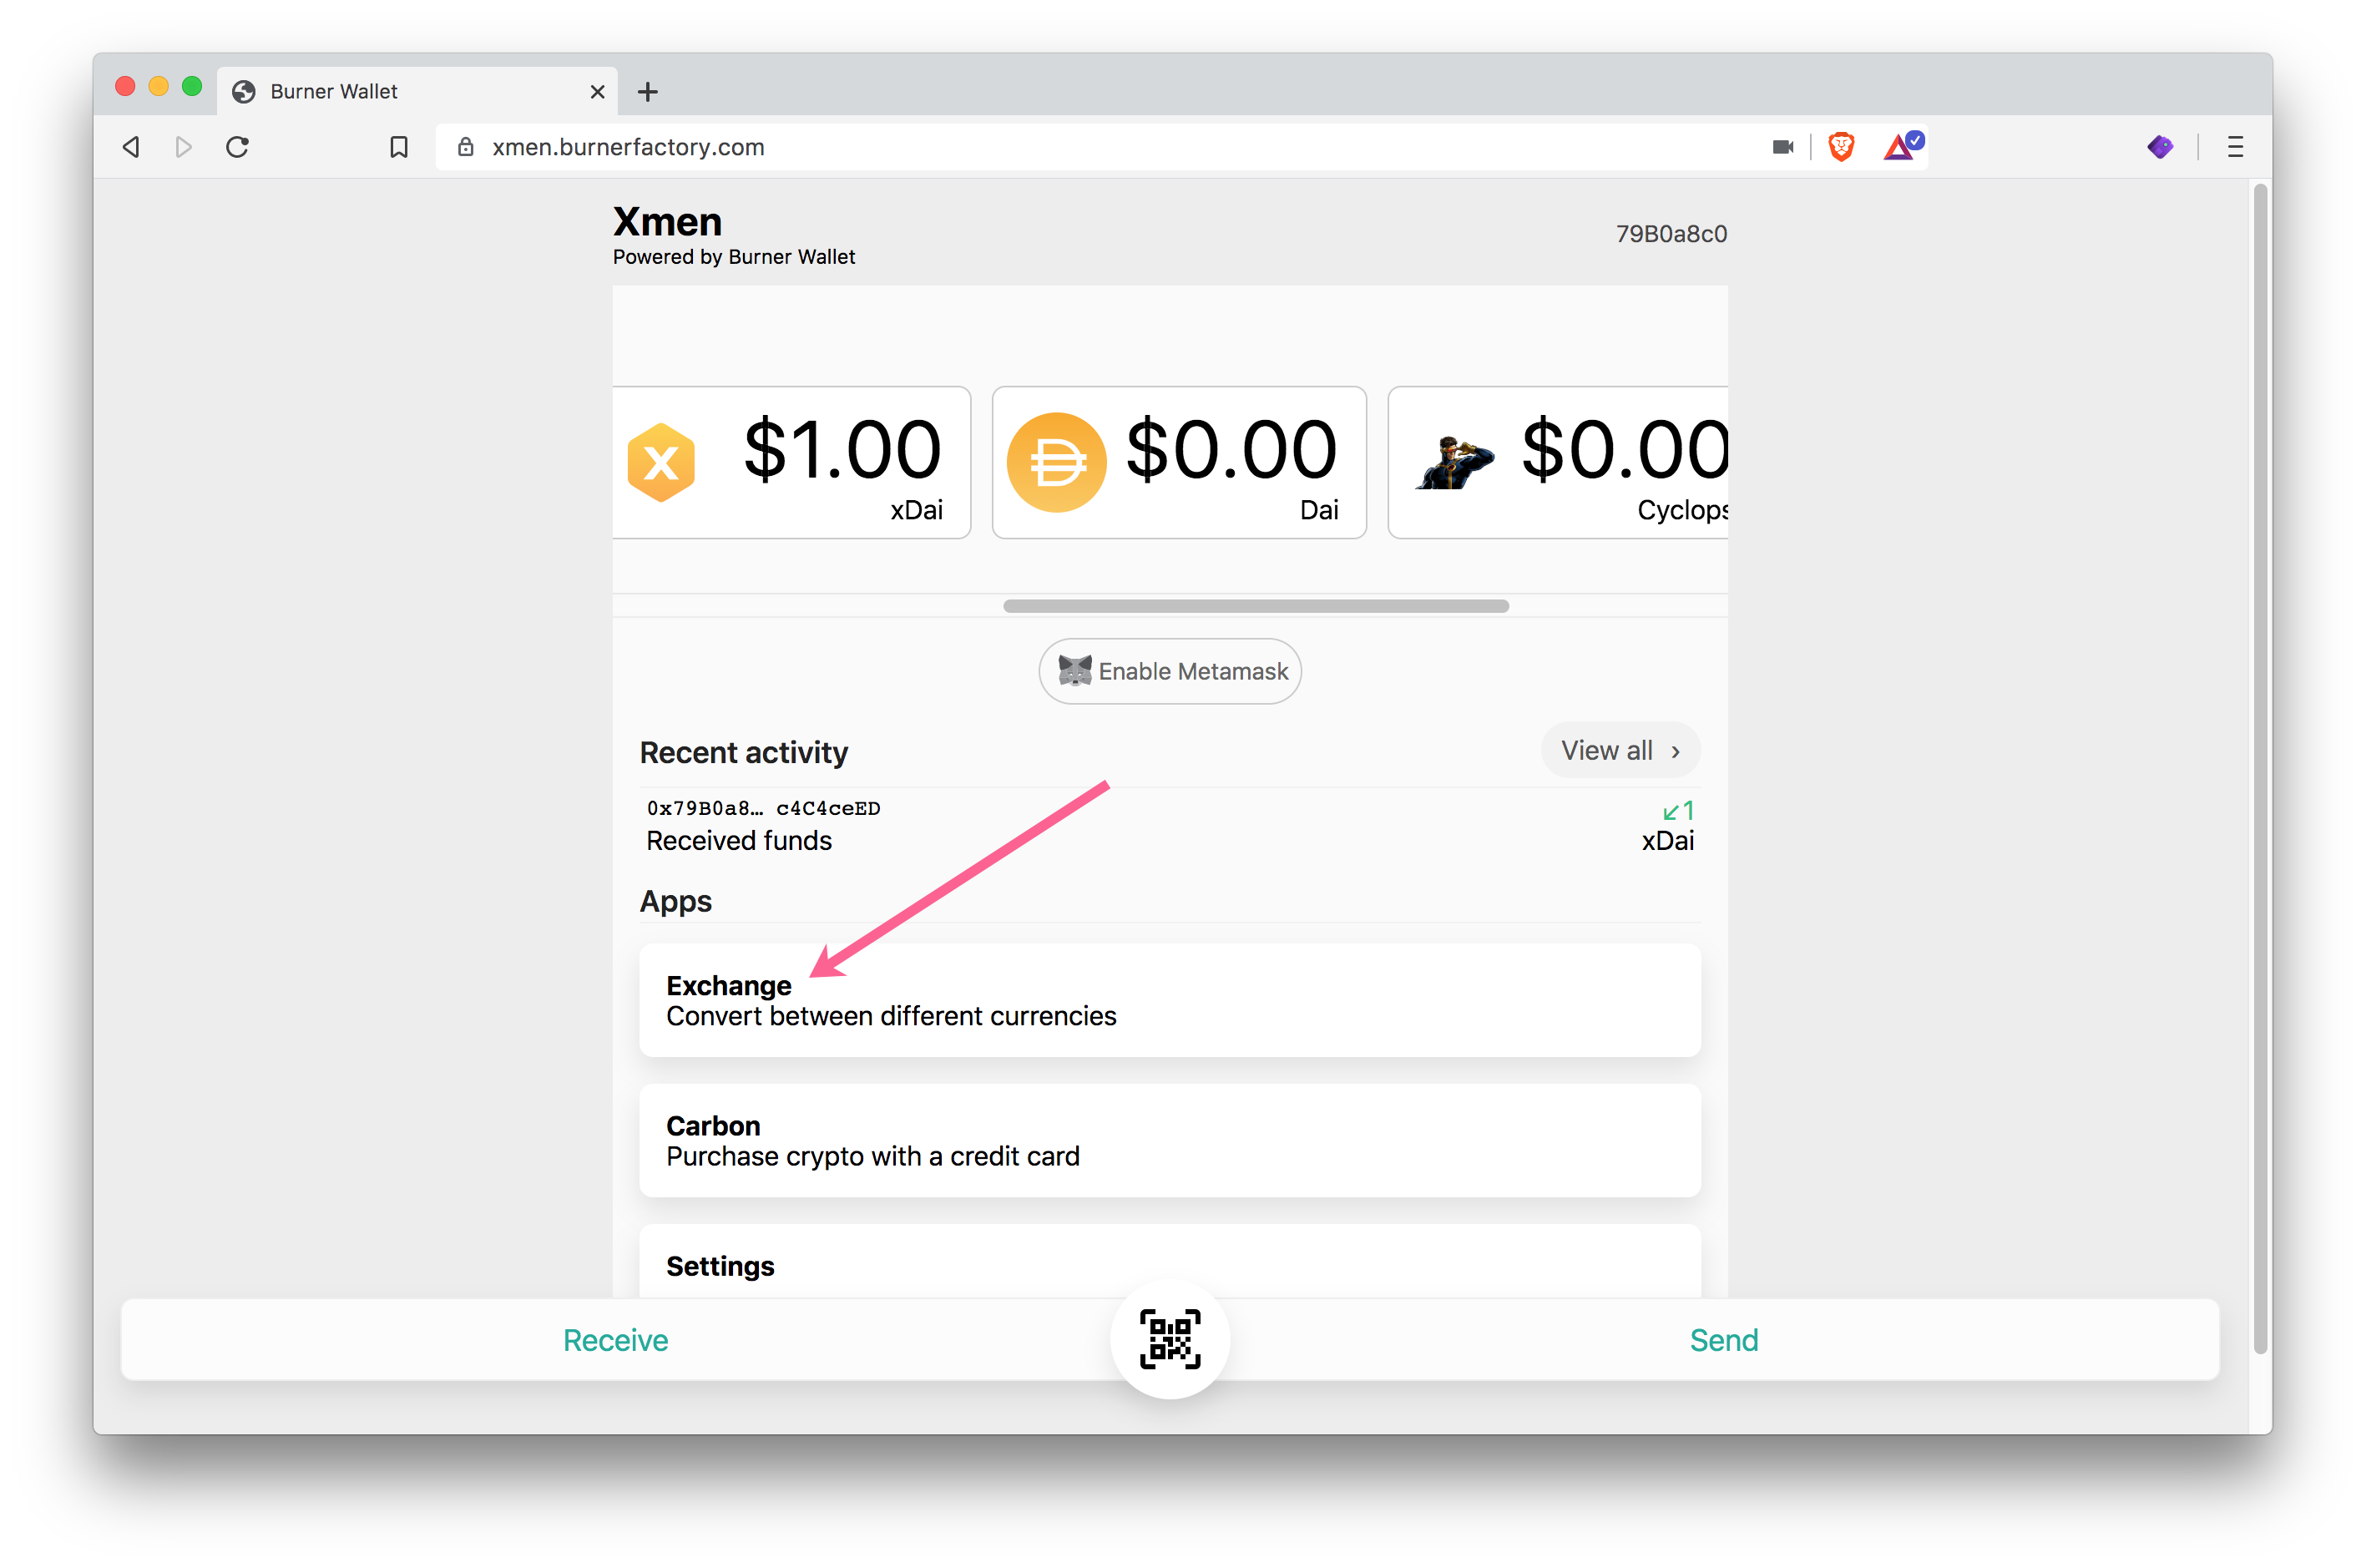 Burner Wallet
xmen.burnerfactory.com
Xmen
79B0a8c0
Powered by Burner Wallet
$1.00
xDai
$0.00
Dai
$0.00
Cyclops
Enable Metamask
Recent activity
View all ›
0x79B0a8… c4C4ceED
↙1
Received funds
xDai
Apps
Exchange
Convert between different currencies
Carbon
Purchase crypto with a credit card
Settings
Receive
Send